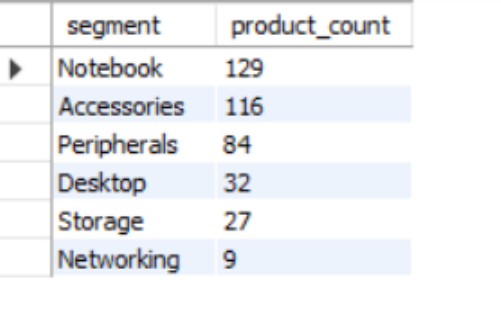 segment product_count
Notebook 129
Accessories 116
Peripherals 84
Desktop 32
Storage 27
Networking 9